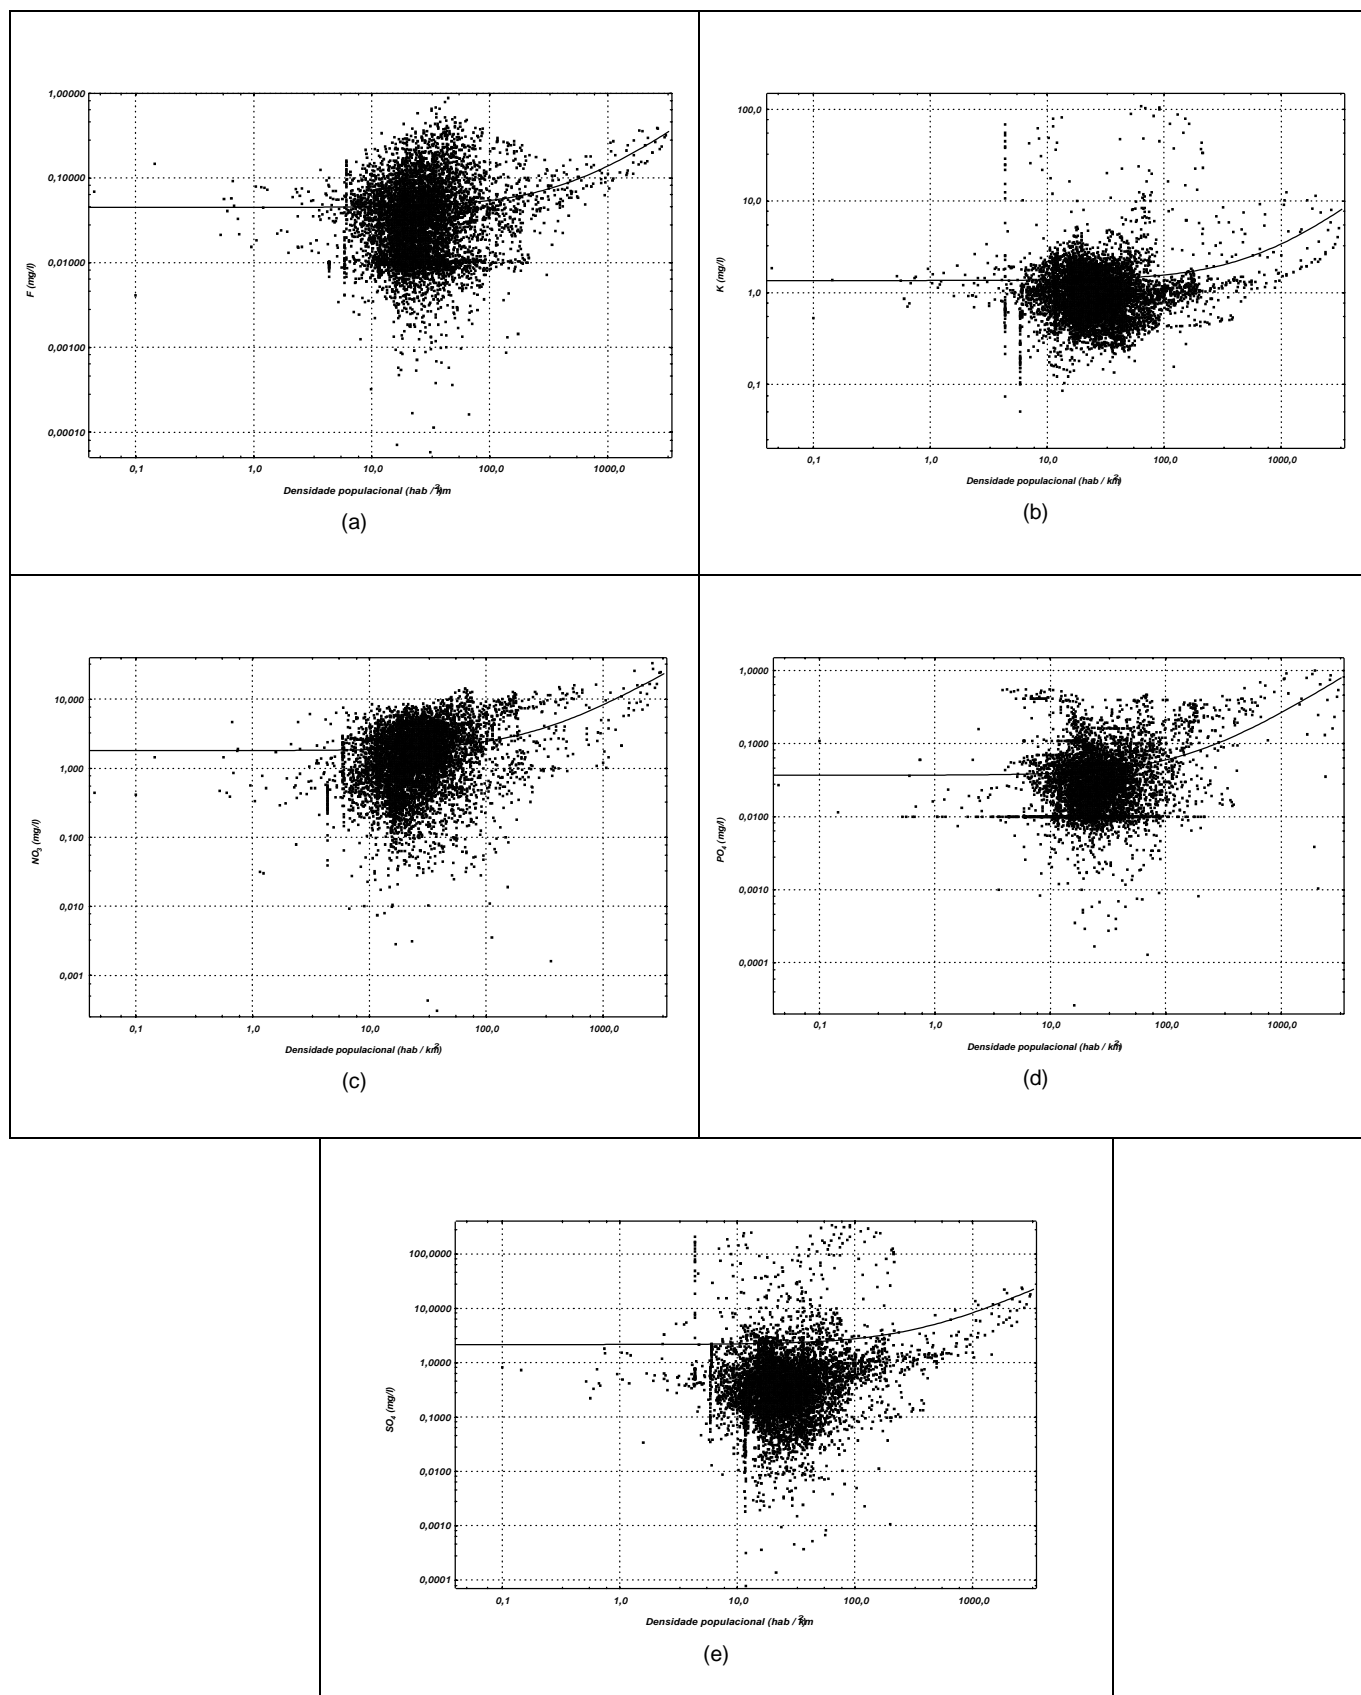 1,00000
0,10000
0,01000
0,00100
0,00010
F (mg/l)
0,1 1,0 10,0 100,0 1000,0
Densidade populacional (hab / km2)
(a)
100,0
10,0
1,0
0,1
K (mg/l)
0,1 1,0 10,0 100,0 1000,0
Densidade populacional (hab / km2)
(b)
10,000
1,000
0,100
0,010
0,001
NO3 (mg/l)
0,1 1,0 10,0 100,0 1000,0
Densidade populacional (hab / km2)
(c)
1,0000
0,1000
0,0100
0,0010
0,0001
PO4 (mg/l)
0,1 1,0 10,0 100,0 1000,0
Densidade populacional (hab / km2)
(d)
100,0000
10,0000
1,0000
0,1000
0,0100
0,0010
0,0001
SO4 (mg/l)
0,1 1,0 10,0 100,0 1000,0
Densidade populacional (hab / km2)
(e)